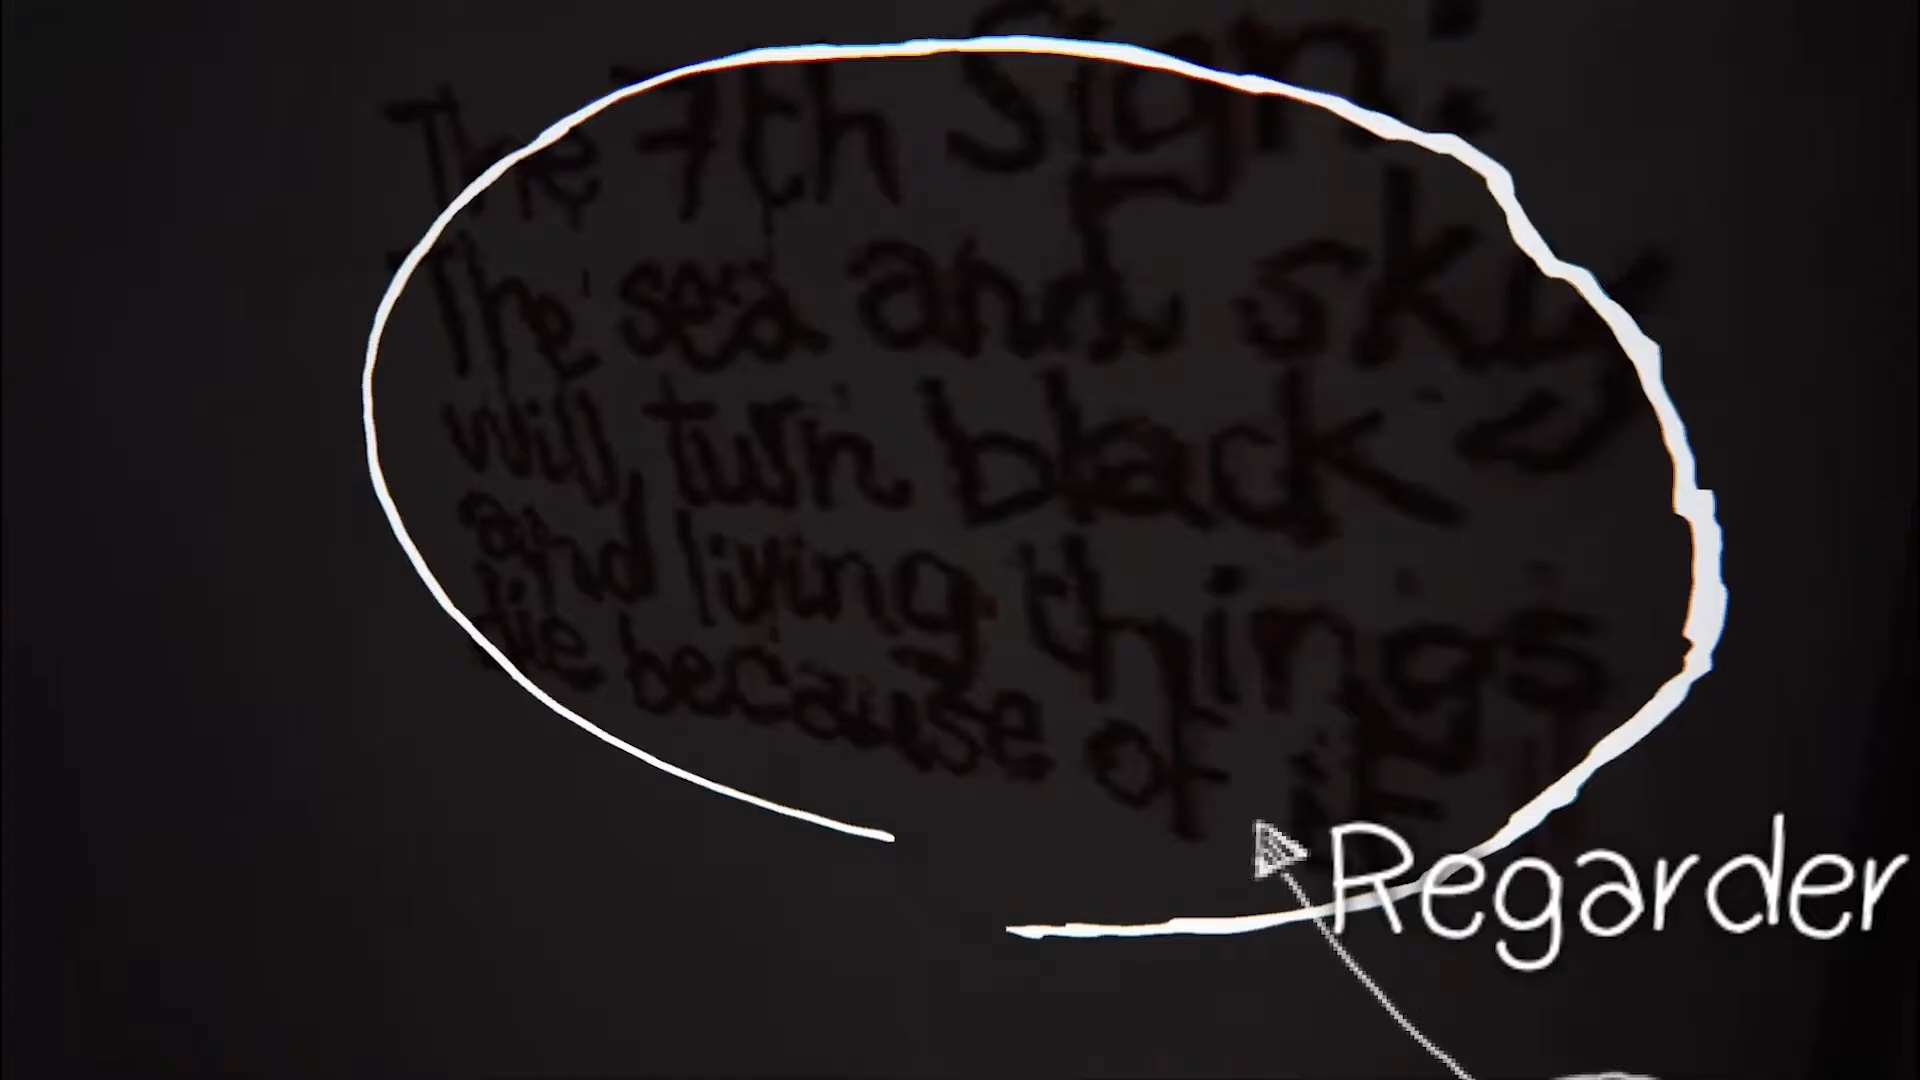 The 7th Sign:
The sea and sky
will turn black
and living things
die because of it
Regarder